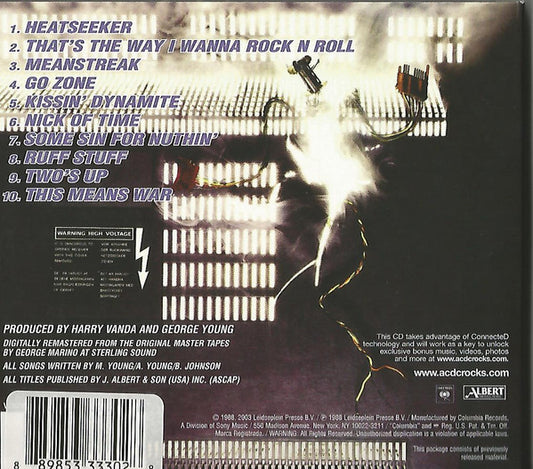 1. HEATSEEKER
2. THAT'S THE WAY I WANNA ROCK N ROLL
3. MEANSTREAK
4. GO ZONE
5. KISSIN' DYNAMITE
6. NICK OF TIME
7. SOME SIN FOR NUTHIN'
8. RUFF STUFF
9. TWO'S UP
10. THIS MEANS WAR
WARNING HIGH VOLTAGE
PRODUCED BY HARRY VANDA AND GEORGE YOUNG
DIGITALLY REMASTERED FROM THE ORIGINAL MASTER TAPES
BY GEORGE MARINO AT STERLING SOUND
ALL SONGS WRITTEN BY M. YOUNG/A. YOUNG/B. JOHNSON
ALL TITLES PUBLISHED BY J. ALBERT & SON (USA) INC. (ASCAP)
This CD takes advantage of ConnecteD
technology and will work as a key to unlock
exclusive bonus music, videos, photos
and more at www.acdcrocks.com.
www.acdcrocks.com
ALBERT
© 1988, 2003 Leidseplein Presse B.V. / ℗ 1988 Leidseplein Presse B.V. / Manufactured by Columbia Records,
A Division of Sony Music / 550 Madison Avenue, New York, NY 10022-3211 / "Columbia" and Reg. U.S. Pat. & Tm. Off.
Marca Registrada. / WARNING: All Rights Reserved. Unauthorized duplication is a violation of applicable laws.
This package consists of previously
released material.
8 89853 33302 9